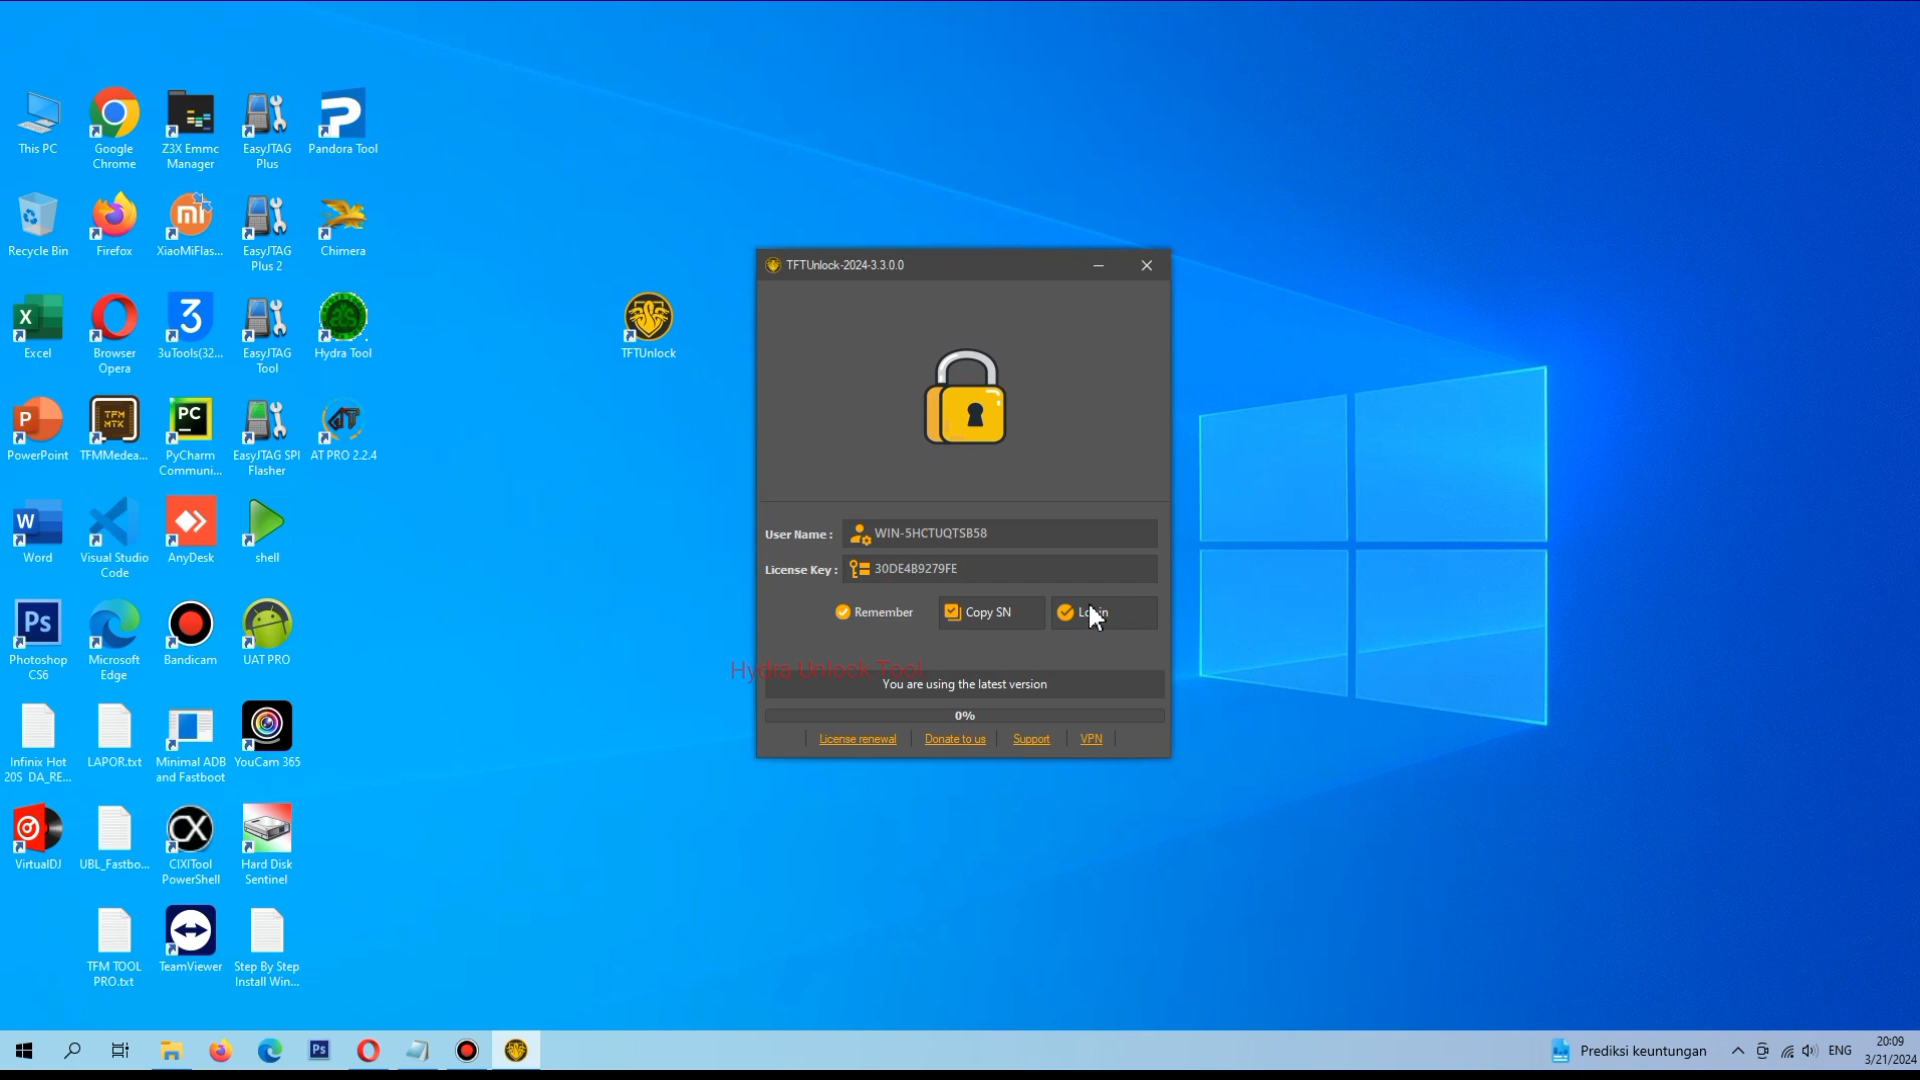 This PC
Google
Chrome
Z3X Emmc
Manager
EasyJTAG
Plus
Pandora Tool
Recycle Bin
Firefox
XiaoMiFlas...
EasyJTAG
Plus 2
Chimera
Excel
Browser
Opera
3uTools(32...
EasyJTAG
Tool
Hydra Tool
TFTUnlock
PowerPoint
TFMMedea...
PyCharm
Communi...
EasyJTAG SPI
Flasher
AT PRO 2.2.4
Word
Visual Studio
Code
AnyDesk
shell
Photoshop
CS6
Microsoft
Edge
Bandicam
UAT PRO
Infinix Hot
20S DA_RE...
LAPOR.txt
Minimal ADB
and Fastboot
YouCam 365
VirtualDJ
UBL_Fastbo...
CIXITool
PowerShell
Hard Disk
Sentinel
TFM TOOL
PRO.txt
TeamViewer
Step By Step
Install Win...
TFTUnlock-2024-3.3.0.0
User Name :
WIN-5HCTUQTSB58
License Key :
30DE4B9279FE
Remember
Copy SN
Hydra Unlock Tool
You are using the latest version
0%
License renewal
Donate to us
Support
VPN
Prediksi keuntungan
ENG
20:09
3/21/2024